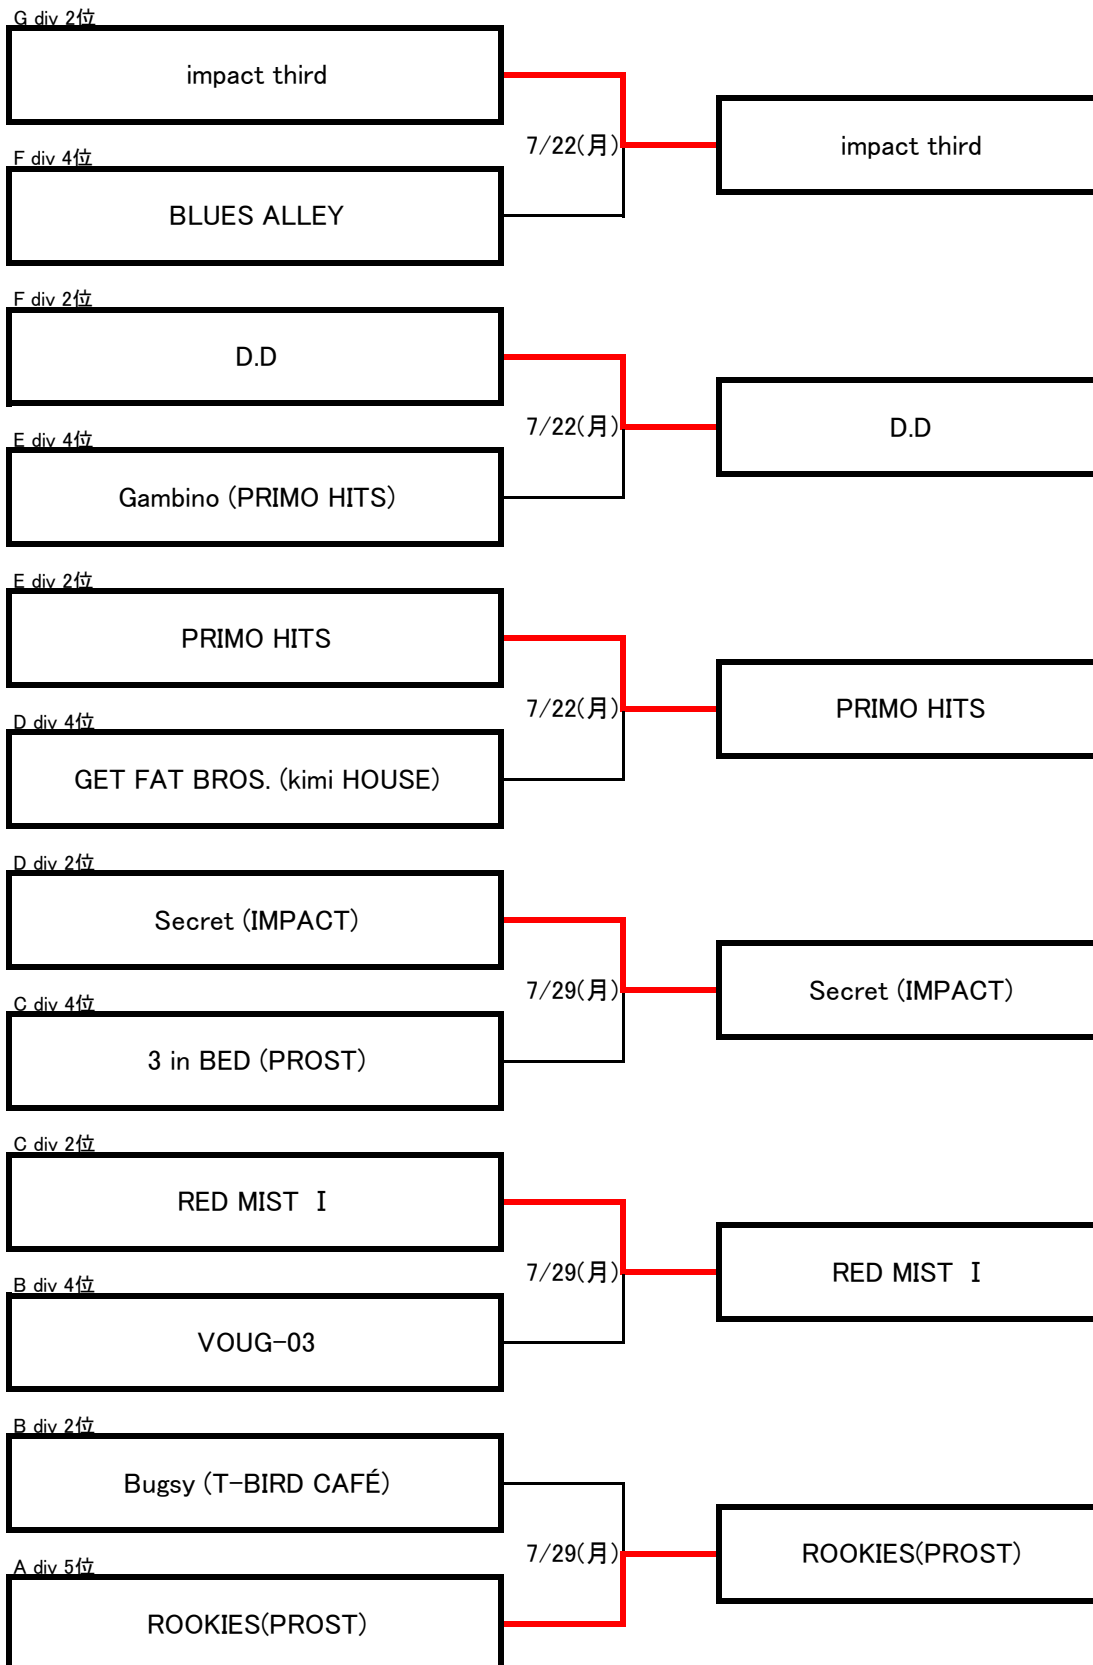 G div 2位
impact third
7/22(月)
impact third
F div 4位
BLUES ALLEY
F div 2位
D.D
7/22(月)
D.D
E div 4位
Gambino (PRIMO HITS)
E div 2位
PRIMO HITS
7/22(月)
PRIMO HITS
D div 4位
GET FAT BROS. (kimi HOUSE)
D div 2位
Secret (IMPACT)
7/29(月)
Secret (IMPACT)
C div 4位
3 in BED (PROST)
C div 2位
RED MIST Ⅰ
7/29(月)
RED MIST Ⅰ
B div 4位
VOUG-03
B div 2位
Bugsy (T-BIRD CAFÉ)
7/29(月)
ROOKIES(PROST)
A div 5位
ROOKIES(PROST)